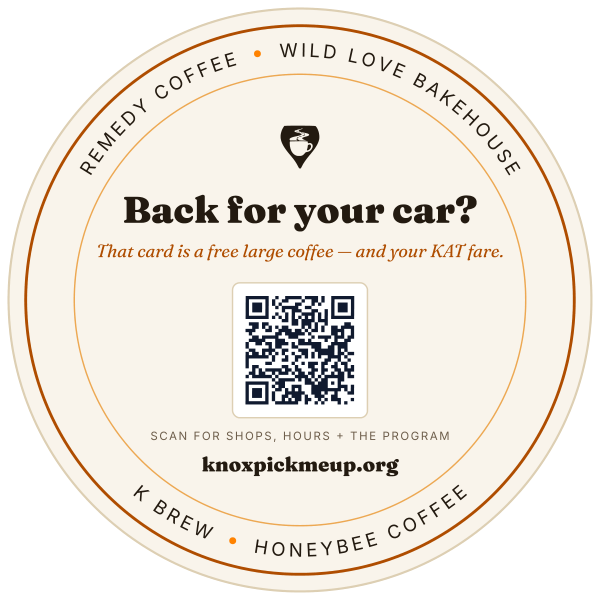 REMEDY COFFEE • WILD LOVE BAKEHOUSE
Back for your car?
That card is a free large coffee — and your KAT fare.
SCAN FOR SHOPS, HOURS + THE PROGRAM
knoxpickmeup.org
K BREW • HONEYBEE COFFEE